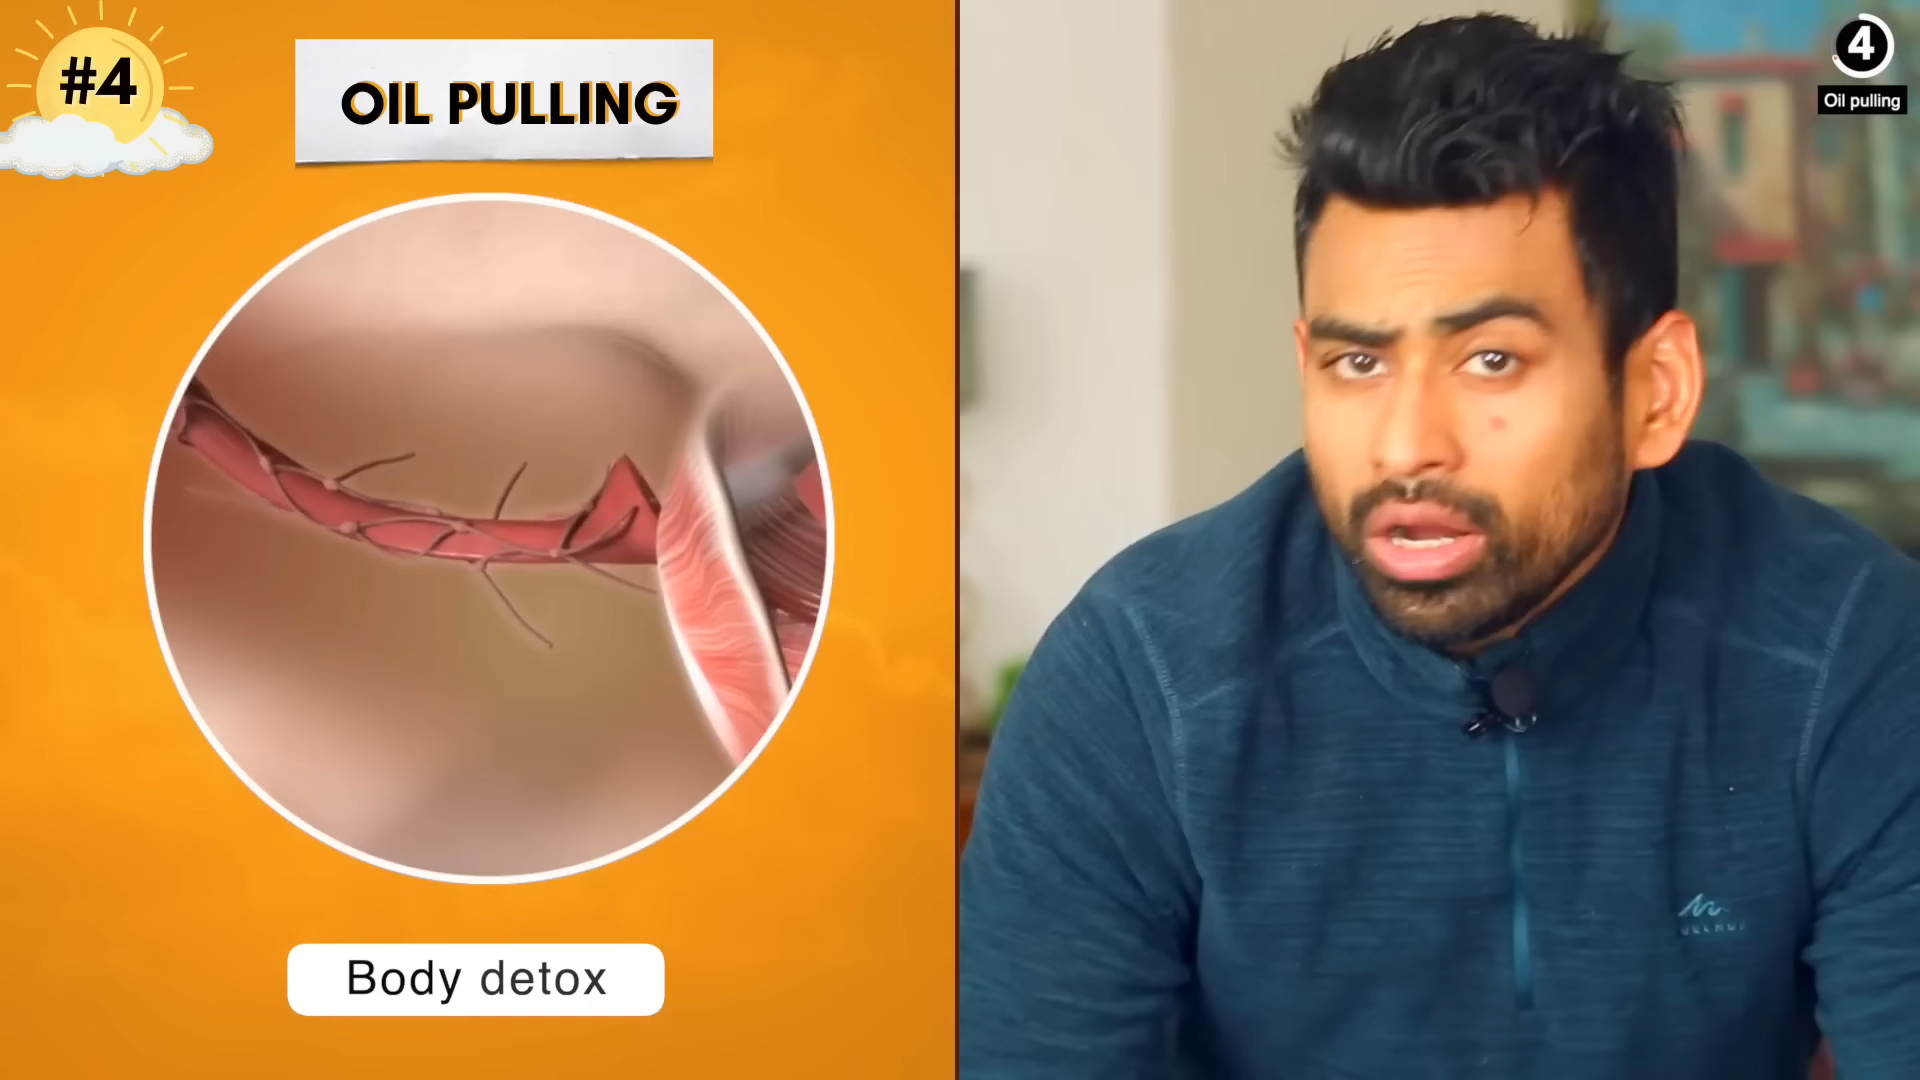 #4
OIL PULLING
Body detox
4
Oil pulling